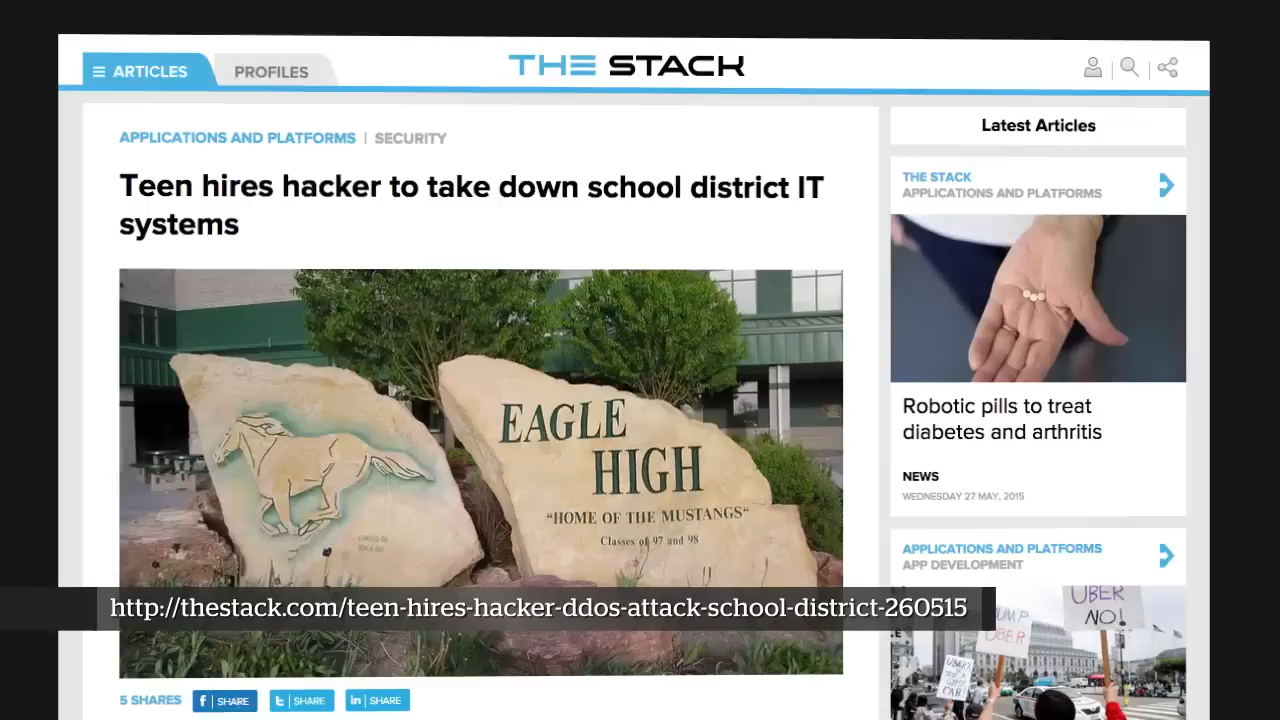 ARTICLES
PROFILES
THE STACK
APPLICATIONS AND PLATFORMS | SECURITY
Teen hires hacker to take down school district IT
systems
EAGLE
HIGH
"HOME OF THE MUSTANGS"
Classes of 97 and 98
http://thestack.com/teen-hires-hacker-ddos-attack-school-district-260515
5 SHARES
f | SHARE
t | SHARE
in | SHARE
Latest Articles
THE STACK
APPLICATIONS AND PLATFORMS
Robotic pills to treat
diabetes and arthritis
NEWS
WEDNESDAY 27 MAY, 2015
APPLICATIONS AND PLATFORMS
APP DEVELOPMENT
UBER
NO!
UBER